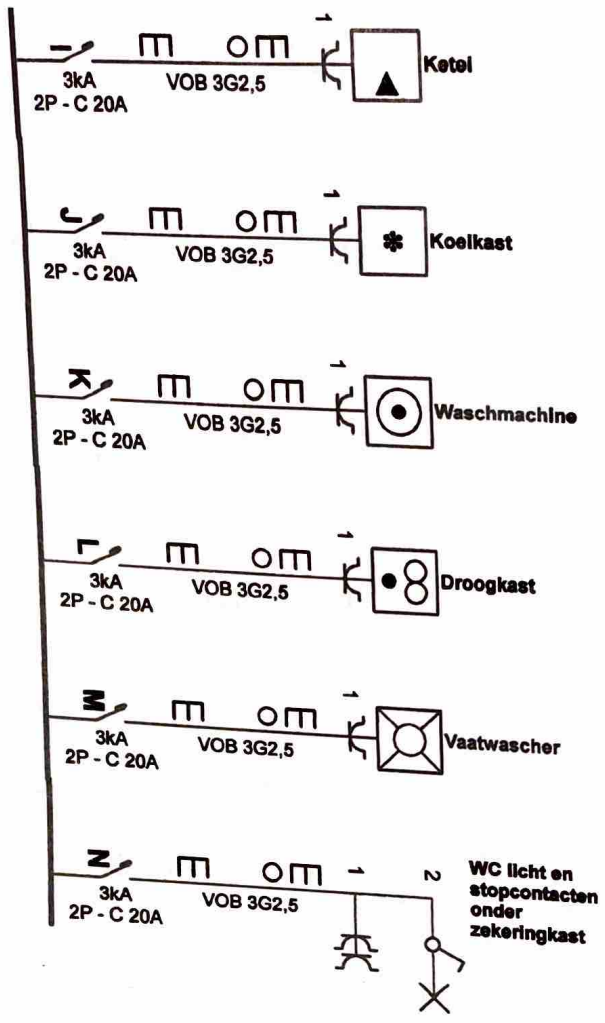 1
I
Ketel
3kA
VOB 3G2,5
2P - C 20A
1
J
Koelkast
3kA
VOB 3G2,5
2P - C 20A
1
K
Waschmachine
3kA
VOB 3G2,5
2P - C 20A
1
L
Droogkast
3kA
VOB 3G2,5
2P - C 20A
1
M
Vaatwascher
3kA
VOB 3G2,5
2P - C 20A
N
1
2
WC licht en
stopcontacten
onder
zekeringkast
3kA
VOB 3G2,5
2P - C 20A